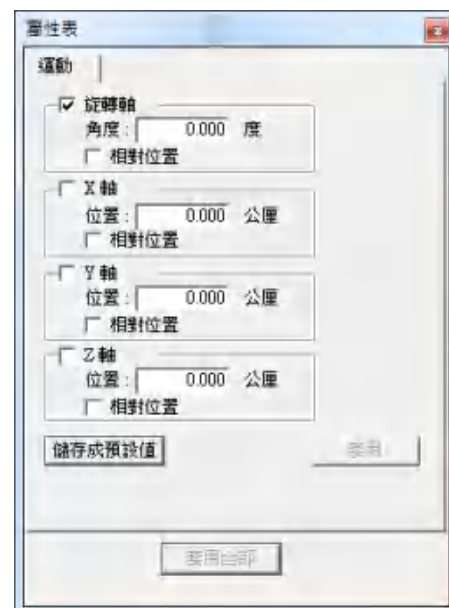 屬性表
運動
旋轉軸
角度: 0.000 度
相對位置
X 軸
位置: 0.000 公厘
相對位置
Y 軸
位置: 0.000 公厘
相對位置
Z 軸
位置: 0.000 公厘
相對位置
儲存成預設值 套用
套用全部